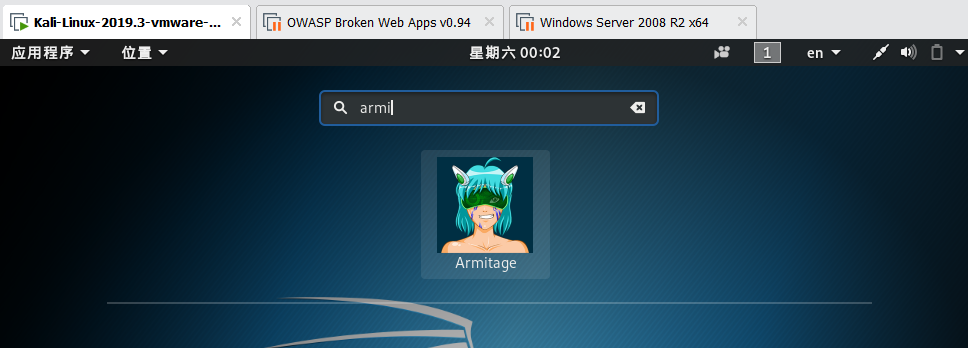 Kali-Linux-2019.3-vmware-... OWASP Broken Web Apps v0.94 Windows Server 2008 R2 x64
应用程序 位置 星期六 00:02 1 en
armi
Armitage